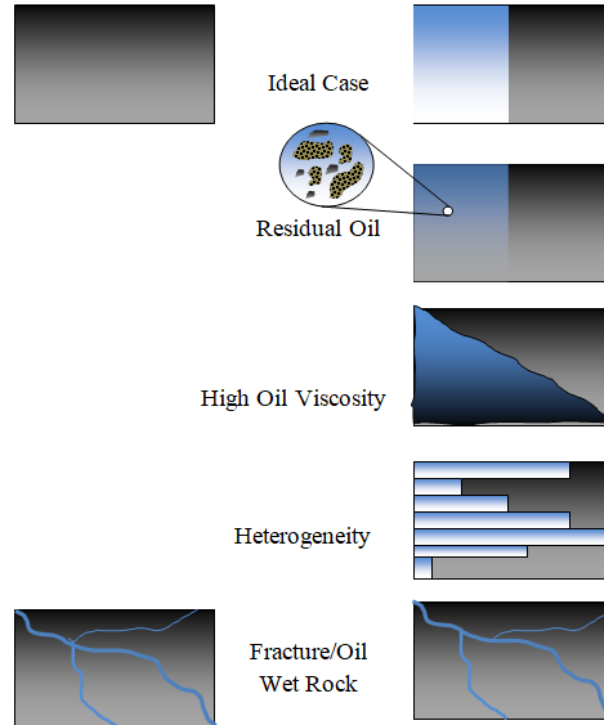 Ideal Case
Residual Oil
High Oil Viscosity
Heterogeneity
Fracture/Oil
Wet Rock